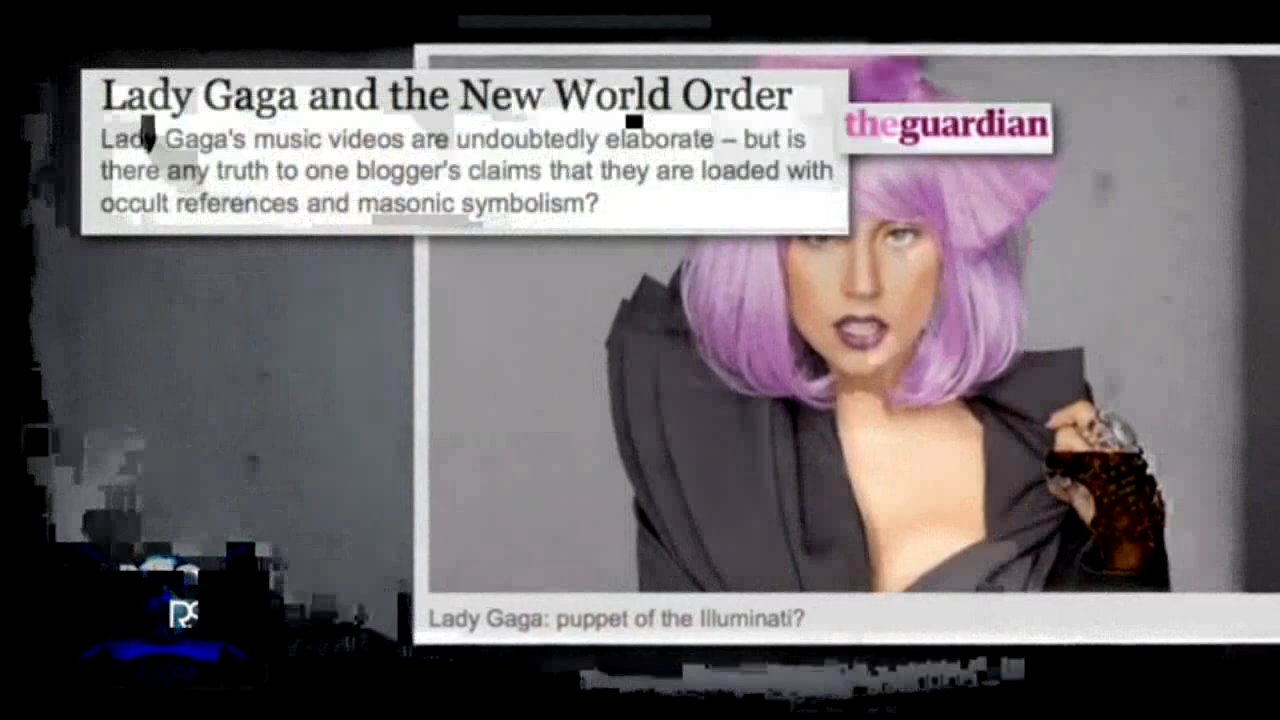 Lady Gaga and the New World Order
Lady Gaga's music videos are undoubtedly elaborate – but is
there any truth to one blogger's claims that they are loaded with
occult references and masonic symbolism?
theguardian
Lady Gaga: puppet of the Illuminati?